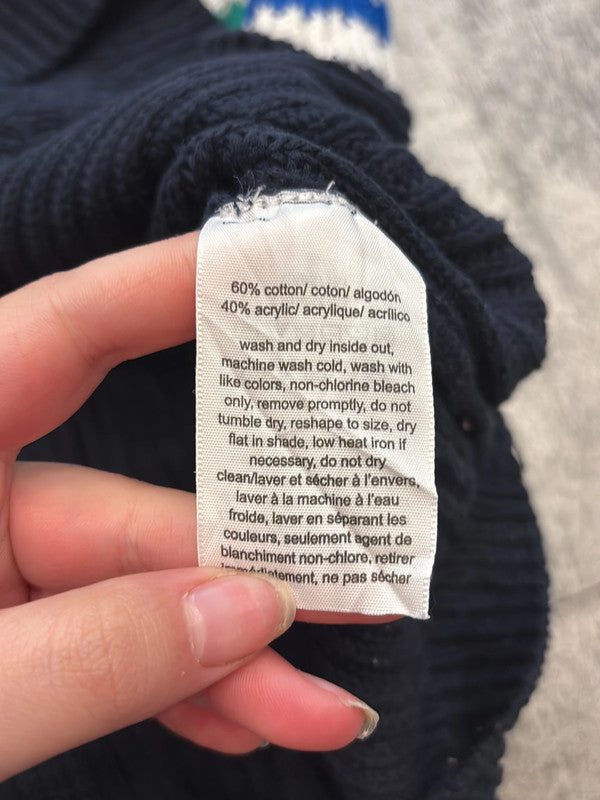 60% cotton/ coton/ algodón
40% acrylic/ acrylique/ acrílico
wash and dry inside out,
machine wash cold, wash with
like colors, non-chlorine bleach
only, remove promptly, do not
tumble dry, reshape to size, dry
flat in shade, low heat iron if
necessary, do not dry
clean/laver et sécher à l'envers,
laver à la machine à l'eau
froide, laver en séparant les
couleurs, seulement agent de
blanchiment non-chlore, retirer
immédiatement, ne pas sécher